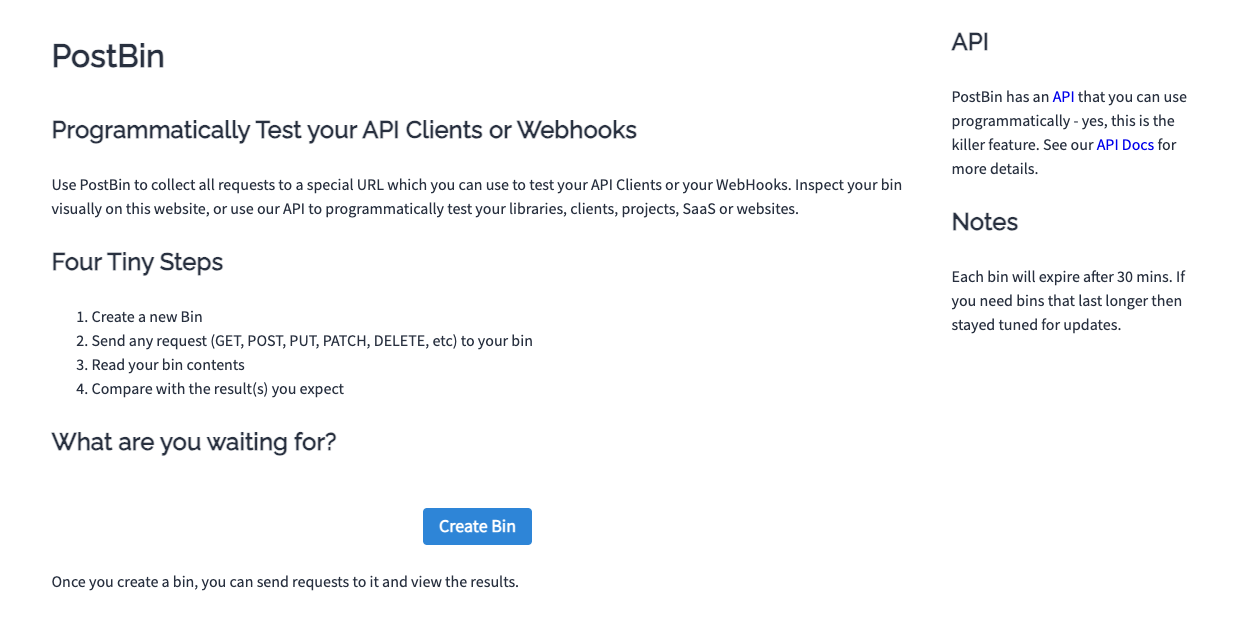 PostBin
Programmatically Test your API Clients or Webhooks
Use PostBin to collect all requests to a special URL which you can use to test your API Clients or your WebHooks. Inspect your bin
visually on this website, or use our API to programmatically test your libraries, clients, projects, SaaS or websites.
Four Tiny Steps
1. Create a new Bin
2. Send any request (GET, POST, PUT, PATCH, DELETE, etc) to your bin
3. Read your bin contents
4. Compare with the result(s) you expect
What are you waiting for?
Create Bin
Once you create a bin, you can send requests to it and view the results.
API
PostBin has an API that you can use
programmatically - yes, this is the
killer feature. See our API Docs for
more details.
Notes
Each bin will expire after 30 mins. If
you need bins that last longer then
stayed tuned for updates.